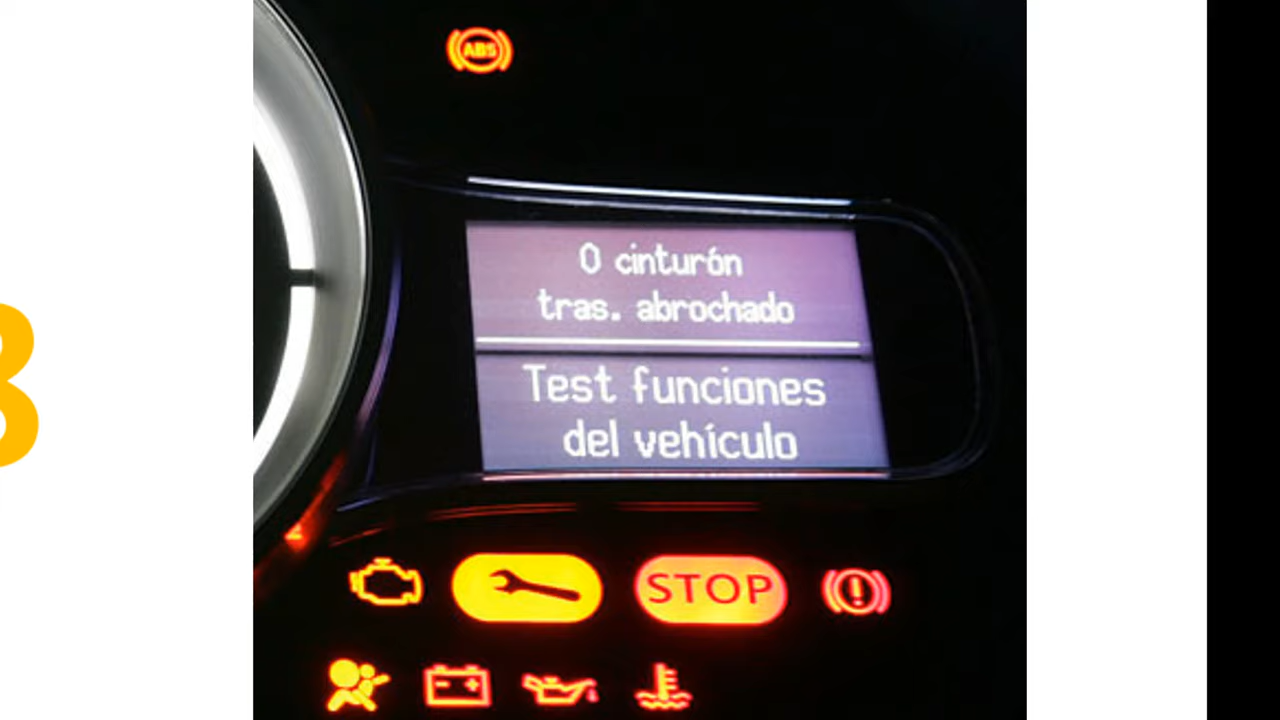 ABS
0 cinturón
tras. abrochado
Test funciones
del vehículo
STOP